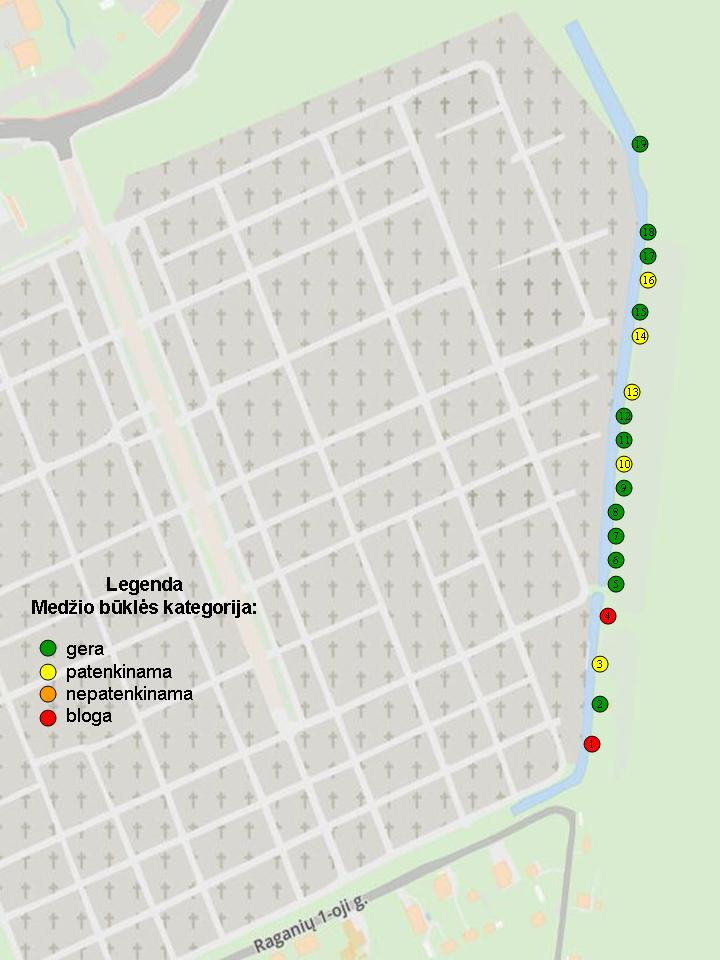 19
18
17
16
15
14
13
12
11
10
9
8
7
6
5
4
3
2
1
Legenda
Medžio būklės kategorija:
gera
patenkinama
nepatenkinama
bloga
Raganių 1-oji g.